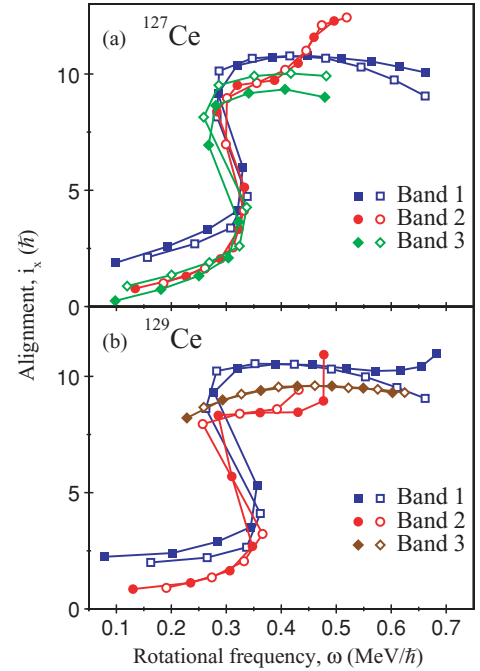 (a) ¹²⁷Ce
15
10
5
0
Band 1
Band 2
Band 3
Alignment, iₓ (ℏ)
(b) ¹²⁹Ce
15
10
5
0
Band 1
Band 2
Band 3
0.1 0.2 0.3 0.4 0.5 0.6 0.7
Rotational frequency, ω (MeV/ℏ)